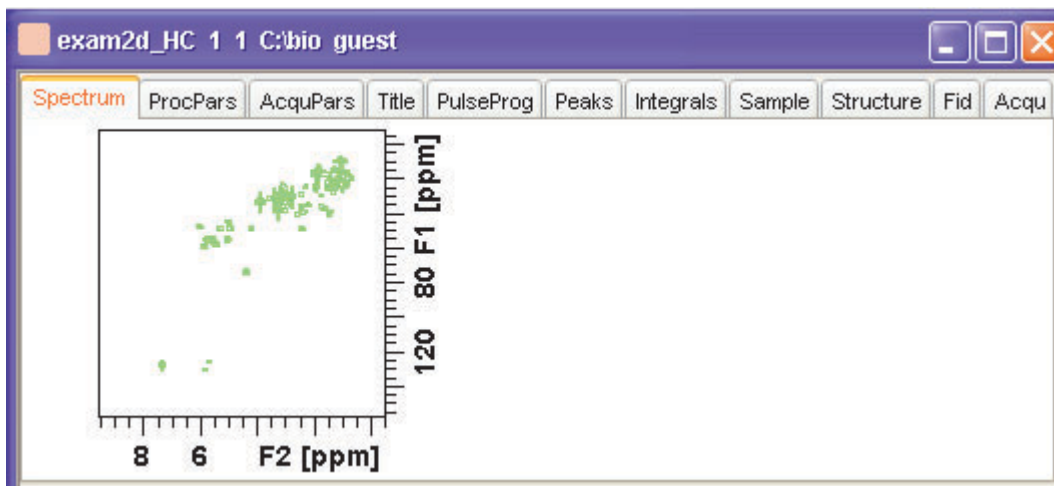 exam2d_HC 1 1 C:\bio guest
Spectrum ProcPars AcquPars Title PulseProg Peaks Integrals Sample Structure Fid Acqu
F1 [ppm]
80
120
8 6 F2 [ppm]